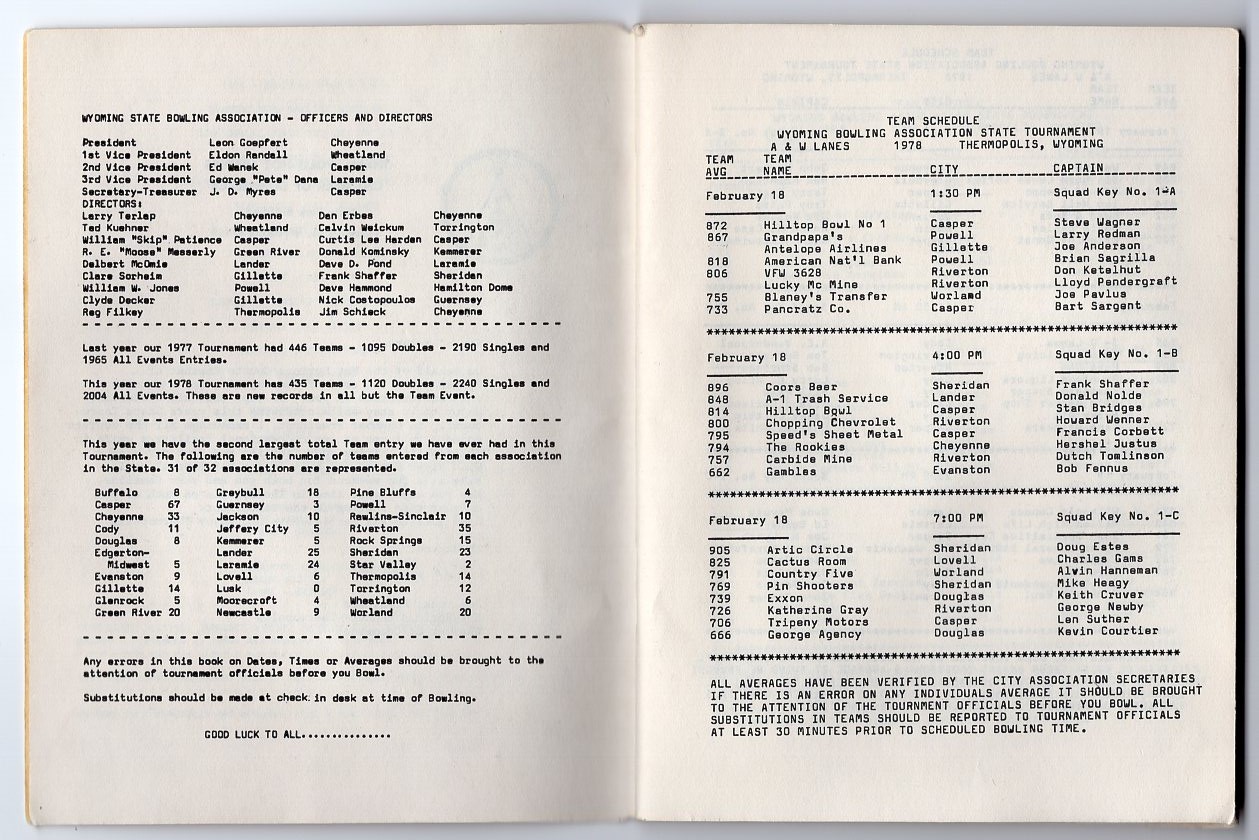 WYOMING STATE BOWLING ASSOCIATION - OFFICERS AND DIRECTORS
President Leon Goepfert Cheyenne
1st Vice President Eldon Randall Wheatland
2nd Vice President Ed Wanek Casper
3rd Vice President George "Pete" Dana Laramie
Secretary-Treasurer J. D. Myres Casper
DIRECTORS:
Larry Terlap Cheyenne Dan Erbes Cheyenne
Ted Kuehner Wheatland Calvin Weickum Torrington
William "Skip" Patience Casper Curtis Lee Harden Casper
R. E. "Moose" Messerly Green River Donald Kominsky Kemmerer
Delbert McOmie Lander Dave D. Pond Laramie
Clare Sorheim Gillette Frank Shaffer Sheridan
William W. Jones Powell Dave Hammond Hamilton Dome
Clyde Decker Gillette Nick Costopoulos Guernsey
Reg Filkey Thermopolis Jim Schieck Cheyenne
Last year our 1977 Tournament had 446 Teams - 1095 Doubles - 2190 Singles and
1965 All Events Entries.
This year our 1978 Tournament has 435 Teams - 1120 Doubles - 2240 Singles and
2004 All Events. These are new records in all but the Team Event.
This year we have the second largest total Team entry we have ever had in this
Tournament. The following are the number of teams entered from each association
in the State. 31 of 32 associations are represented.
Buffalo 8 Greybull 18 Pine Bluffs 4
Casper 67 Guernsey 3 Powell 7
Cheyenne 33 Jackson 10 Rawlins-Sinclair 10
Cody 11 Jeffery City 5 Riverton 35
Douglas 8 Kemmerer 5 Rock Springs 15
Edgerton- Lander 25 Sheridan 23
Midwest 5 Laramie 24 Star Valley 2
Evanston 9 Lovell 6 Thermopolis 14
Gillette 14 Lusk 0 Torrington 12
Glenrock 5 Moorecroft 4 Wheatland 6
Green River 20 Newcastle 9 Worland 20
Any errors in this book on Dates, Times or Averages should be brought to the
attention of tournament officials before you Bowl.
Substitutions should be made at check in desk at time of Bowling.
GOOD LUCK TO ALL...............
TEAM SCHEDULE
WYOMING BOWLING ASSOCIATION STATE TOURNAMENT
A & W LANES 1978 THERMOPOLIS, WYOMING
TEAM TEAM
AVG NAME CITY CAPTAIN
February 18 1:30 PM Squad Key No. 1-A
872 Hilltop Bowl No 1 Casper Steve Wagner
867 Grandpape's Powell Larry Redman
Antelope Airlines Gillette Joe Anderson
818 American Nat'l Bank Powell Brian Sagrilla
806 VFW 3628 Riverton Don Ketelhut
Lucky Mc Mine Riverton Lloyd Pendergraft
755 Blaney's Transfer Worland Joe Pavlus
733 Pancratz Co. Casper Bart Sargent
************************************************************
February 18 4:00 PM Squad Key No. 1-B
896 Coors Beer Sheridan Frank Shaffer
848 A-1 Trash Service Lander Donald Nolde
814 Hilltop Bowl Casper Stan Bridges
800 Chopping Chevrolet Riverton Howard Wenner
795 Speed's Sheet Metal Casper Francis Corbett
794 The Rookies Cheyenne Hershel Justus
757 Carbide Mine Riverton Dutch Tomlinson
662 Gambles Evanston Bob Fennus
************************************************************
February 18 7:00 PM Squad Key No. 1-C
905 Artic Circle Sheridan Doug Estes
825 Cactus Room Lovell Charles Gams
791 Country Five Worland Alvin Hanneman
769 Pin Shooters Sheridan Mike Heagy
739 Exxon Douglas Keith Cruver
726 Katherine Gray Riverton George Newby
706 Tripeny Motors Casper Len Suther
666 George Agency Douglas Kevin Courtier
************************************************************
ALL AVERAGES HAVE BEEN VERIFIED BY THE CITY ASSOCIATION SECRETARIES
IF THERE IS AN ERROR ON ANY INDIVIDUALS AVERAGE IT SHOULD BE BROUGHT
TO THE ATTENTION OF THE TOURNMENT OFFICIALS BEFORE YOU BOWL. ALL
SUBSTITUTIONS IN TEAMS SHOULD BE REPORTED TO TOURNAMENT OFFICIALS
AT LEAST 30 MINUTES PRIOR TO SCHEDULED BOWLING TIME.